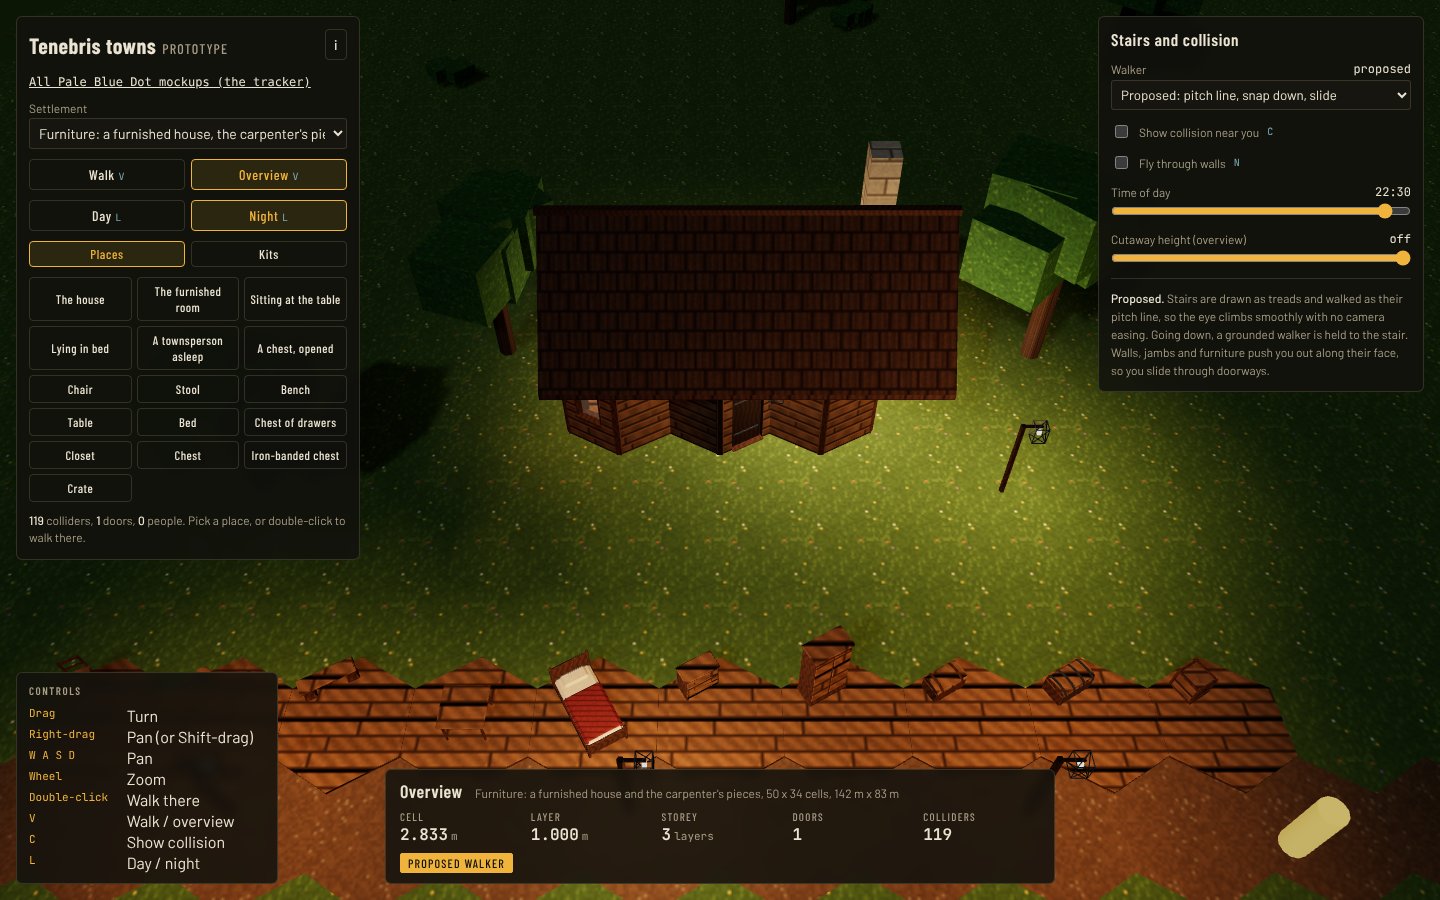 Tenebris towns PROTOTYPE
i
All Pale Blue Dot mockups (the tracker)
Settlement
Furniture: a furnished house, the carpenter's pie
Walk V
Overview V
Day L
Night L
Places
Kits
The house
The furnished room
Sitting at the table
Lying in bed
A townsperson asleep
A chest, opened
Chair
Stool
Bench
Table
Bed
Chest of drawers
Closet
Chest
Iron-banded chest
Crate
119 colliders, 1 doors, 0 people. Pick a place, or double-click to
walk there.
CONTROLS
Drag Turn
Right-drag Pan (or Shift-drag)
W A S D Pan
Wheel Zoom
Double-click Walk there
V Walk / overview
C Show collision
L Day / night
Overview Furniture: a furnished house and the carpenter's pieces, 50 x 34 cells, 142 m x 83 m
CELL LAYER STOREY DOORS COLLIDERS
2.833 m 1.000 m 3 layers 1 119
PROPOSED WALKER
Stairs and collision
Walker proposed
Proposed: pitch line, snap down, slide
Show collision near you C
Fly through walls N
Time of day 22:30
Cutaway height (overview) off
Proposed. Stairs are drawn as treads and walked as their
pitch line, so the eye climbs smoothly with no camera
easing. Going down, a grounded walker is held to the stair.
Walls, jambs and furniture push you out along their face,
so you slide through doorways.